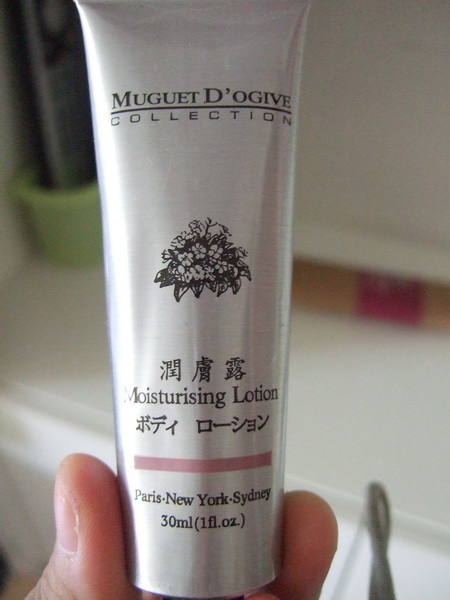 MUGUET D'OGIVE
COLLECTION
潤膚露
Moisturising Lotion
ボディ ローション
Paris·New York·Sydney
30ml(1fl.oz.)